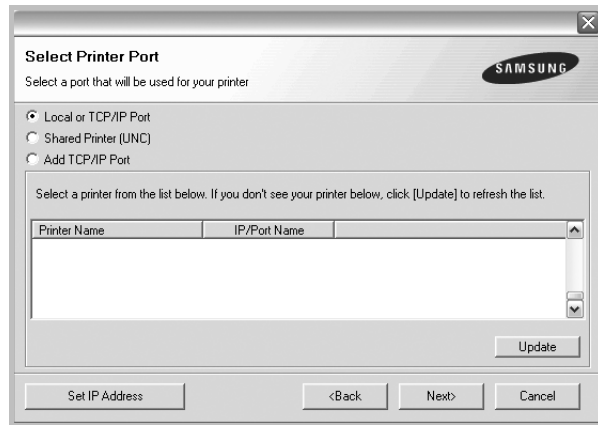 Select Printer Port
Select a port that will be used for your printer
SAMSUNG
Local or TCP/IP Port
Shared Printer (UNC)
Add TCP/IP Port
Select a printer from the list below. If you don't see your printer below, click [Update] to refresh the list.
Printer Name IP/Port Name
Update
Set IP Address <Back Next> Cancel